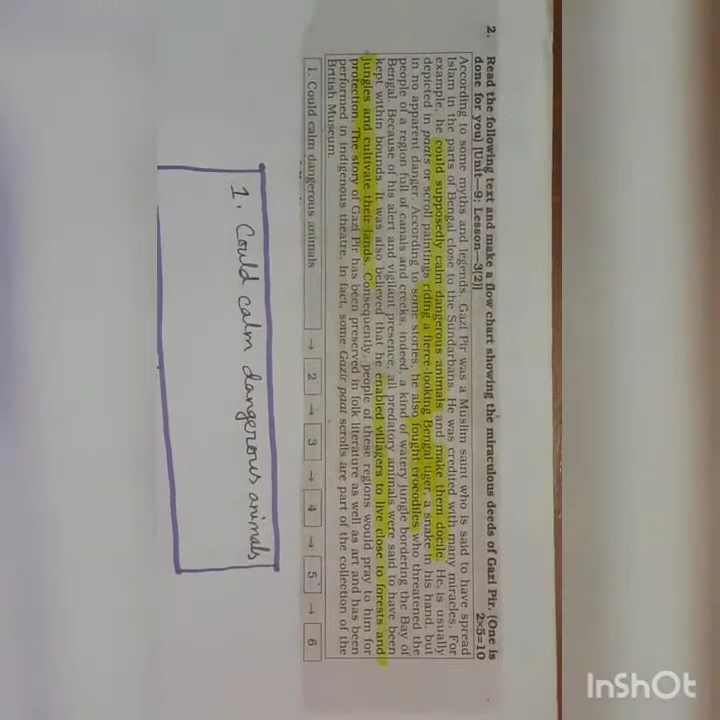 2. Read the following text and make a flow chart showing the miraculous deeds of Gazi Pir. [One is
done for you] [Unit—9; Lesson—3(2)] 2×5=10
According to some myths and legends, Gazi Pir was a Muslim saint who is said to have spread
Islam in the parts of Bengal close to the Sundarbans. He was credited with many miracles. For
example, he could supposedly calm dangerous animals and make them docile. He, is usually
depicted in paats or scroll paintings riding a fierce-looking Bengal tiger, a snake in his hand, but
in no apparent danger. According to some stories, he also fought crocodiles who threatened the
people of a region full of canals and creeks, indeed, a kind of watery jungle bordering the Bay of
Bengal. Because of his alert and vigilant presence, all predatory animals were said to have been
kept within bounds. It was also believed that he enabled villagers to live close to forests and
jungles and cultivate their lands. Consequently, people of these regions would pray to him for
protection. The story of Gazi Pir has been preserved in folk literature as well as art and has been
performed in indigenous theatre. In fact, some Gazir paat scrolls are part of the collection of the
British Museum.
1. Could calm dangerous animals → 2 → 3 → 4 → 5 → 6
1. Could calm dangerous animals
InShOt